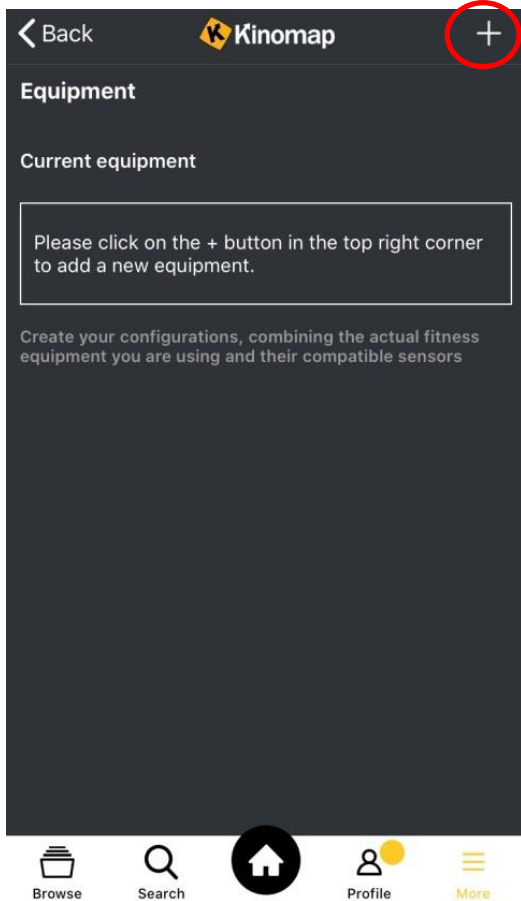 Back
Kinomap
+
Equipment
Current equipment
Please click on the + button in the top right corner
to add a new equipment.
Create your configurations, combining the actual fitness
equipment you are using and their compatible sensors
Browse
Search
Profile
More